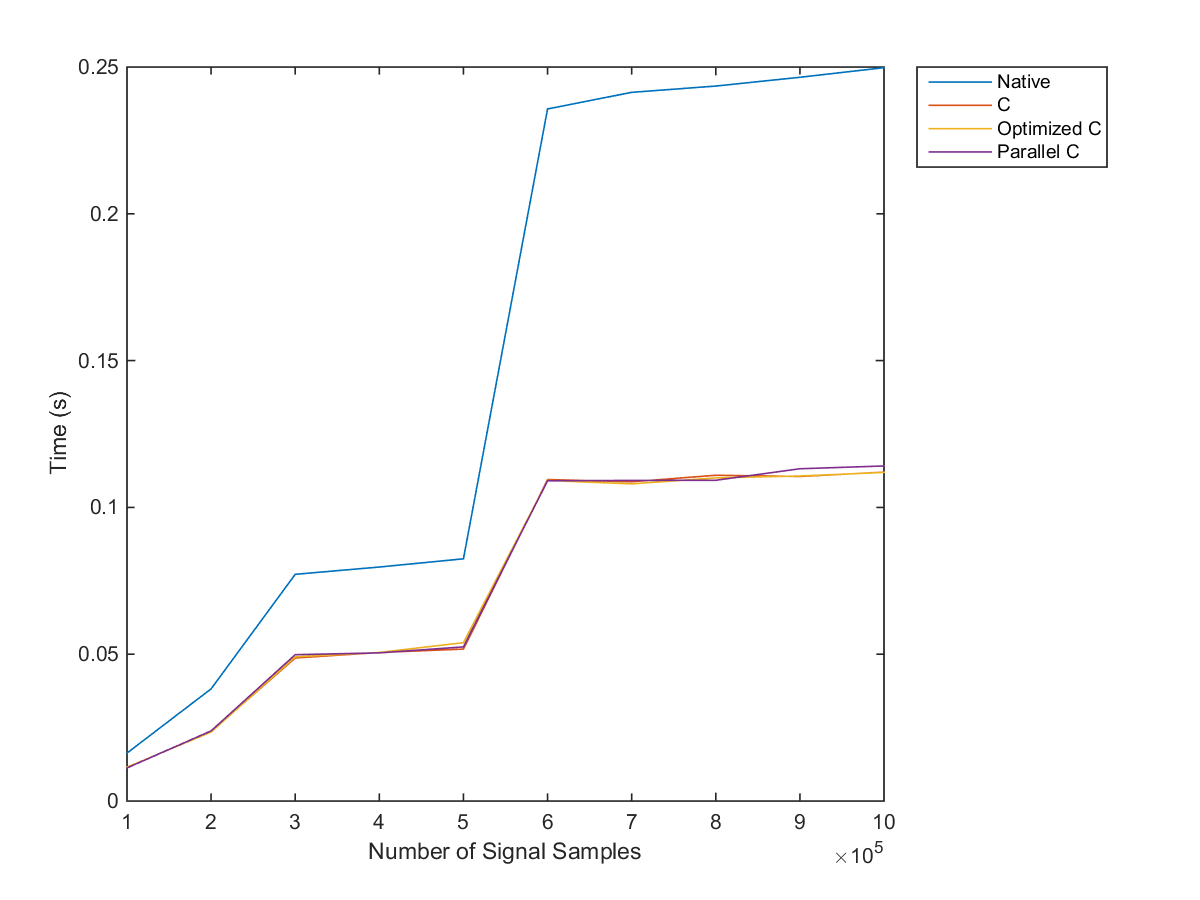 0.25
0.2
0.15
0.1
0.05
0
Time (s)
1 2 3 4 5 6 7 8 9 10
Number of Signal Samples
×10^5
Native
C
Optimized C
Parallel C